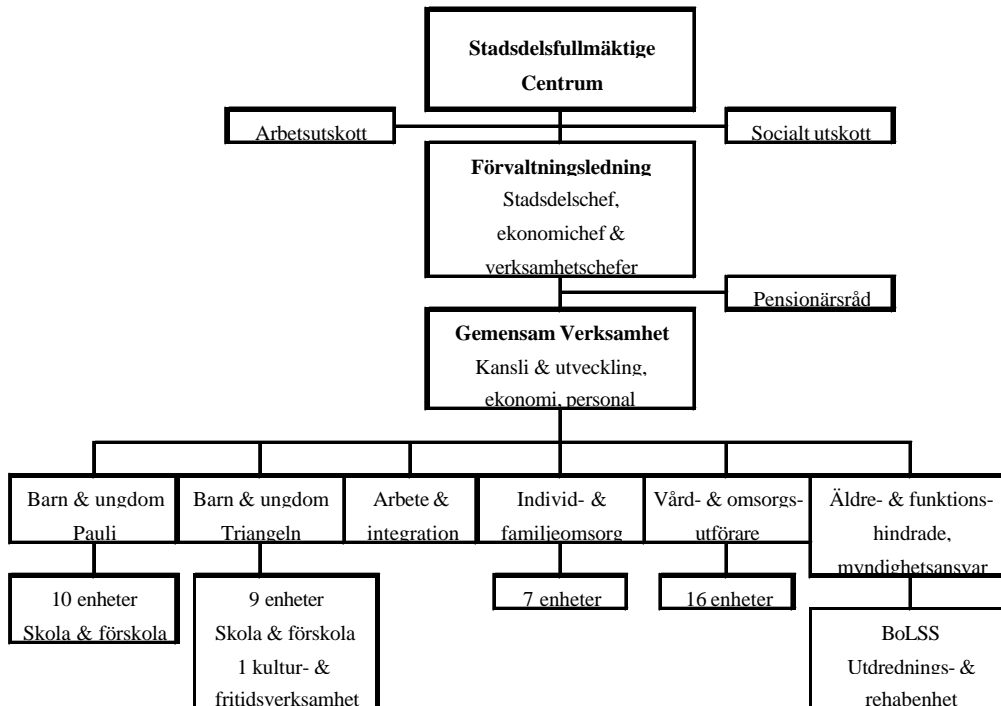 Stadsdelsfullmäktige
Centrum
Arbetsutskott
Socialt utskott
Förvaltningsledning
Stadsdelschef,
ekonomichef &
verksamhetschefer
Pensionärsråd
Gemensam Verksamhet
Kansli & utveckling,
ekonomi, personal
Barn & ungdom
Pauli
Barn & ungdom
Triangeln
Arbete &
integration
Individ- &
familjeomsorg
Vård- & omsorgs-
utförare
Äldre- & funktions-
hindrade,
myndighetsansvar
10 enheter
Skola & förskola
9 enheter
Skola & förskola
1 kultur- &
fritidsverksamhet
7 enheter
16 enheter
BoLSS
Utdrednings- &
rehabenhet